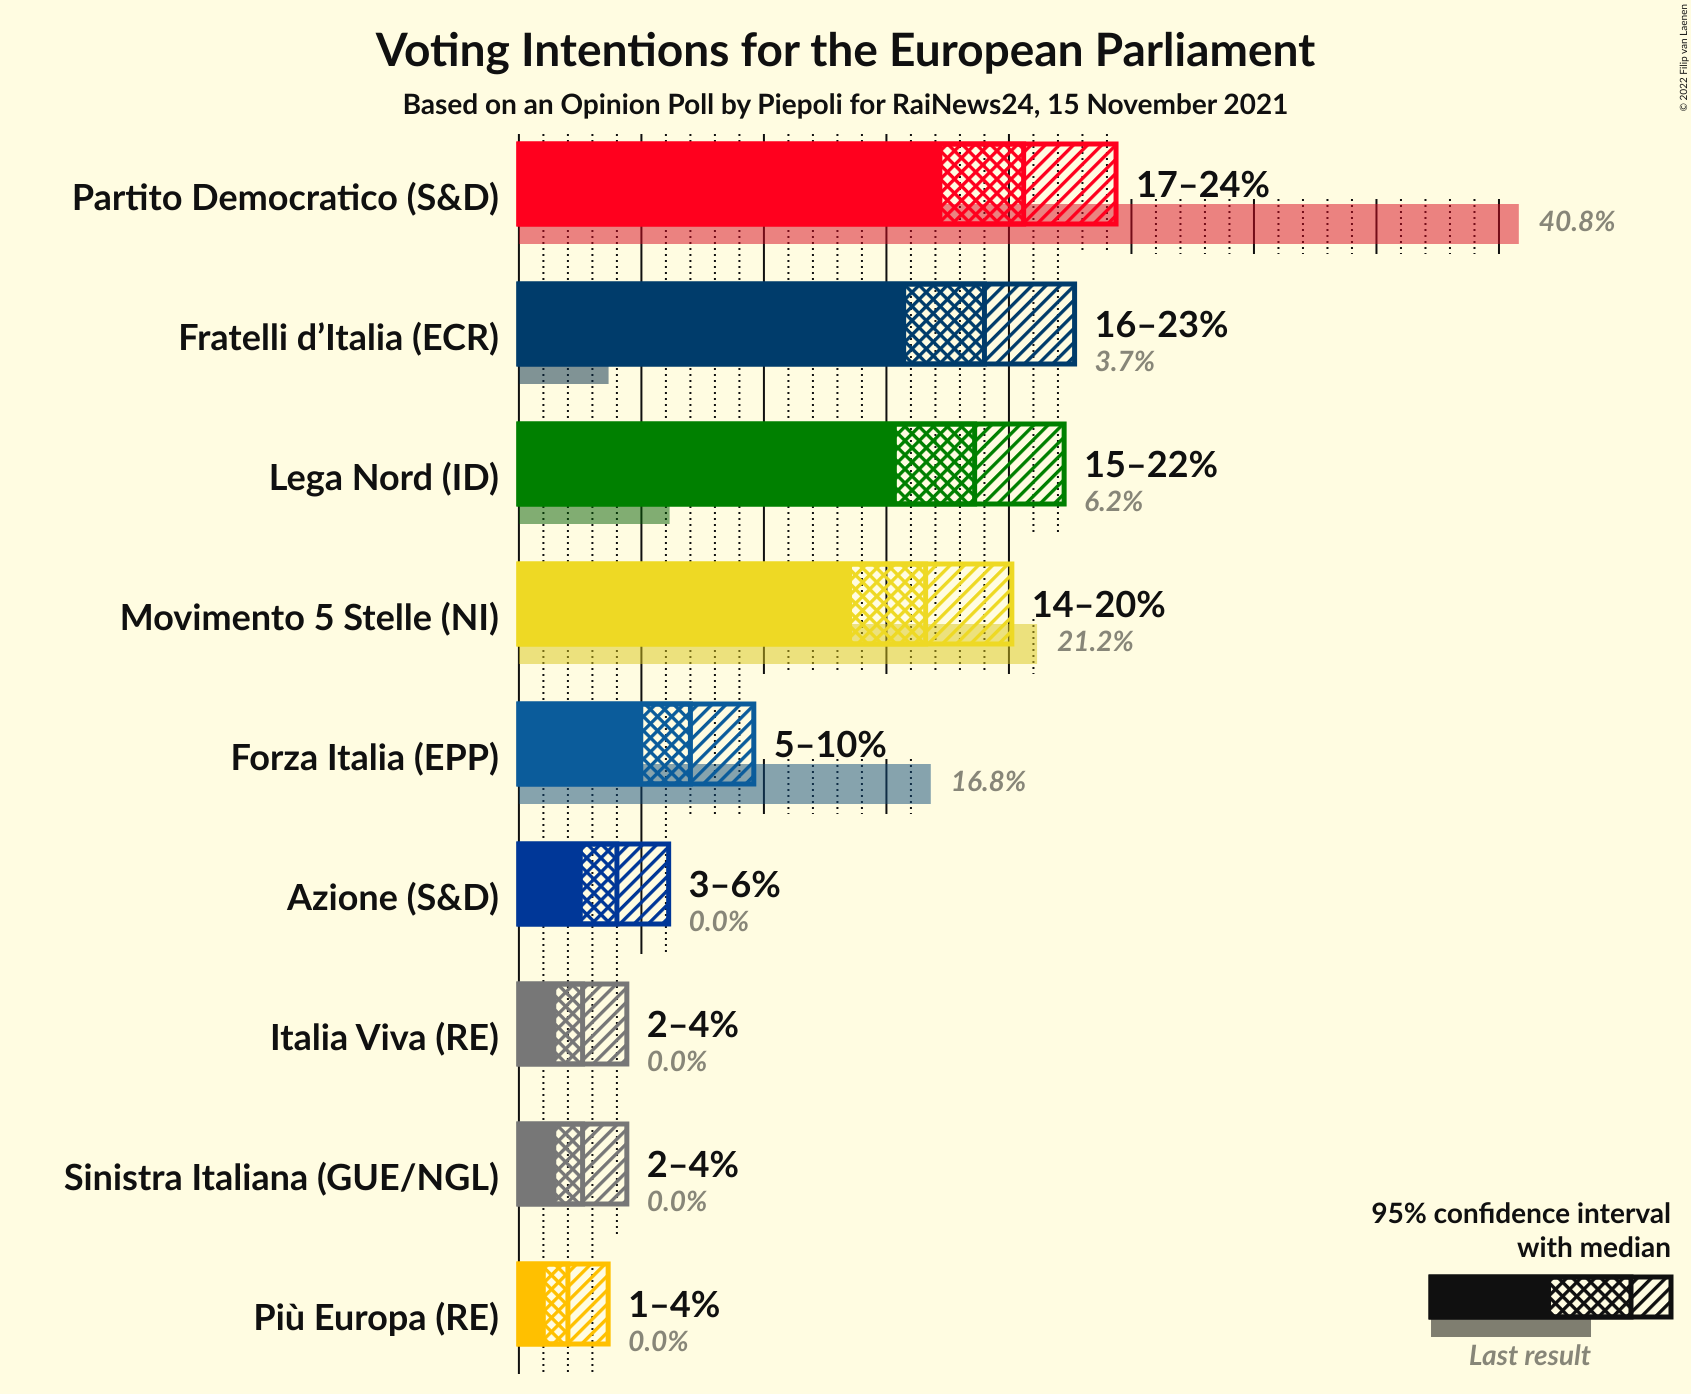 Voting Intentions for the European Parliament
Based on an Opinion Poll by Piepoli for RaiNews24, 15 November 2021
© 2022 Filip van Laenen
Partito Democratico (S&D)
17–24%
40.8%
Fratelli d’Italia (ECR)
16–23%
3.7%
Lega Nord (ID)
15–22%
6.2%
Movimento 5 Stelle (NI)
14–20%
21.2%
Forza Italia (EPP)
5–10%
16.8%
Azione (S&D)
3–6%
0.0%
Italia Viva (RE)
2–4%
0.0%
Sinistra Italiana (GUE/NGL)
2–4%
0.0%
Più Europa (RE)
1–4%
0.0%
95% confidence interval
with median
Last result